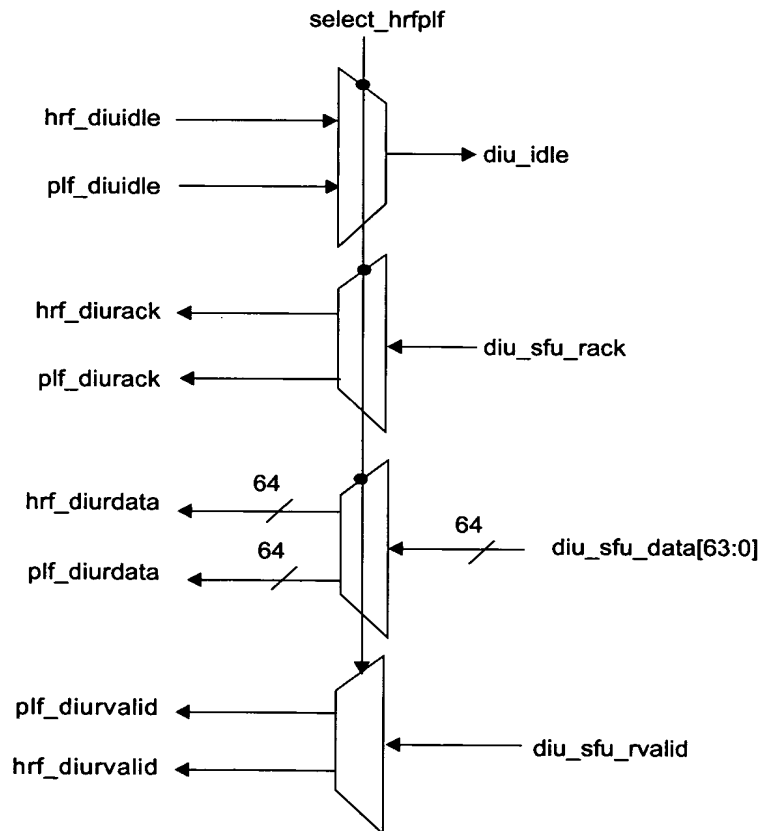 select_hrfplf
hrf_diuidle
diu_idle
plf_diuidle
hrf_diurack
diu_sfu_rack
plf_diurack
64
hrf_diurdata
64
diu_sfu_data[63:0]
64
plf_diurdata
plf_diurvalid
diu_sfu_rvalid
hrf_diurvalid